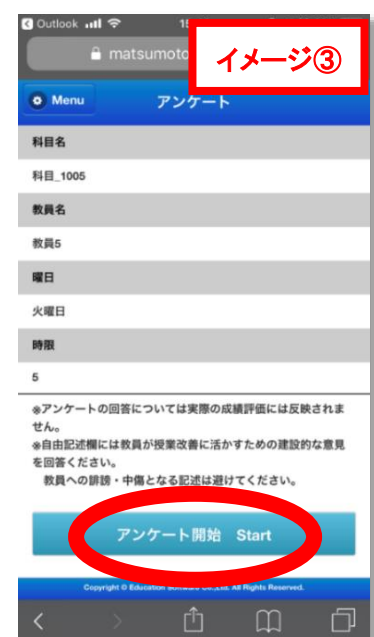 Outlook
イメージ③
matsumoto
Menu
アンケート
科目名
科目_1005
教員名
教員5
曜日
火曜日
時限
5
※アンケートの回答については実際の成績評価には反映されま
せん。
※自由記述欄には教員が授業改善に活かすための建設的な意見
を回答ください。
教員への誹謗・中傷となる記述は避けてください。
アンケート開始 Start
Copyright © Education Software Co.,Ltd. All Rights Reserved.